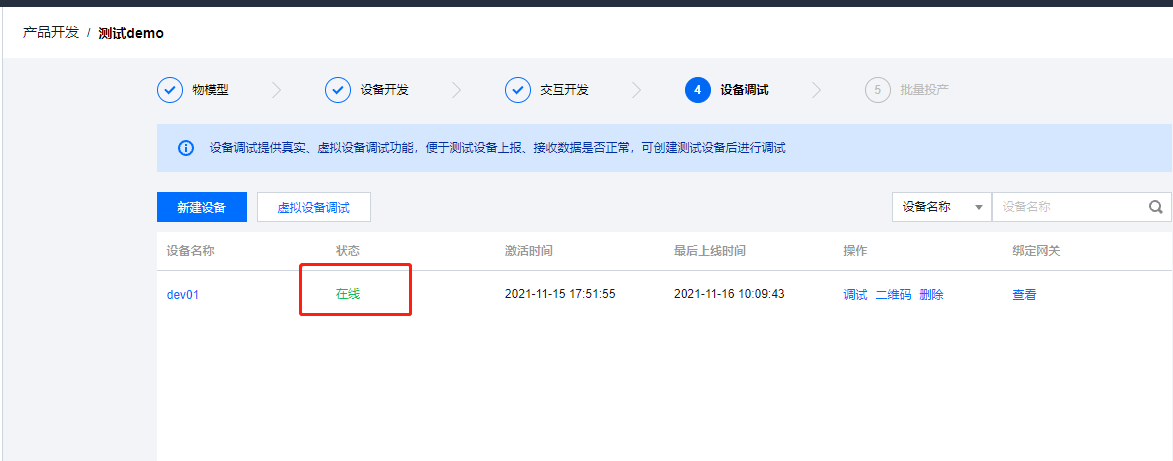 产品开发 / 测试demo
物模型 设备开发 交互开发 4 设备调试 5 批量投产
设备调试提供真实、虚拟设备调试功能，便于测试设备上报、接收数据是否正常，可创建测试设备后进行调试
新建设备 虚拟设备调试 设备名称 设备名称
设备名称 状态 激活时间 最后上线时间 操作 绑定网关
dev01 在线 2021-11-15 17:51:55 2021-11-16 10:09:43 调试 二维码 删除 查看